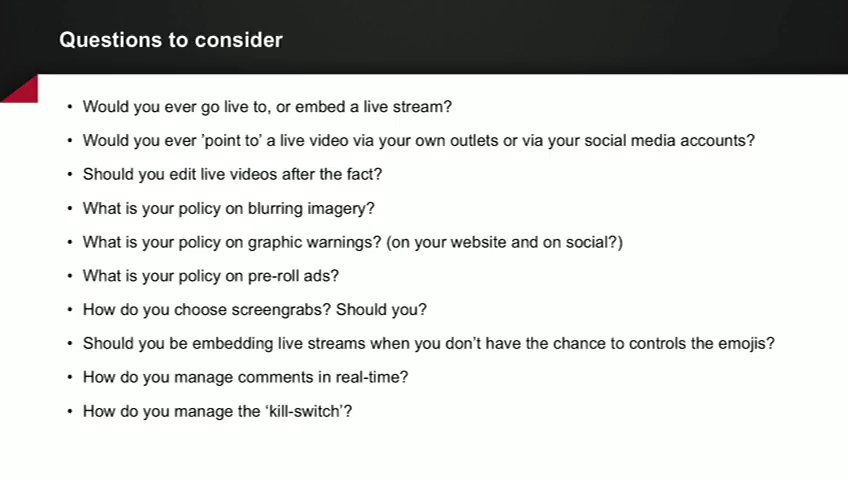 Questions to consider
• Would you ever go live to, or embed a live stream?
• Would you ever 'point to' a live video via your own outlets or via your social media accounts?
• Should you edit live videos after the fact?
• What is your policy on blurring imagery?
• What is your policy on graphic warnings? (on your website and on social?)
• What is your policy on pre-roll ads?
• How do you choose screengrabs? Should you?
• Should you be embedding live streams when you don't have the chance to controls the emojis?
• How do you manage comments in real-time?
• How do you manage the 'kill-switch'?